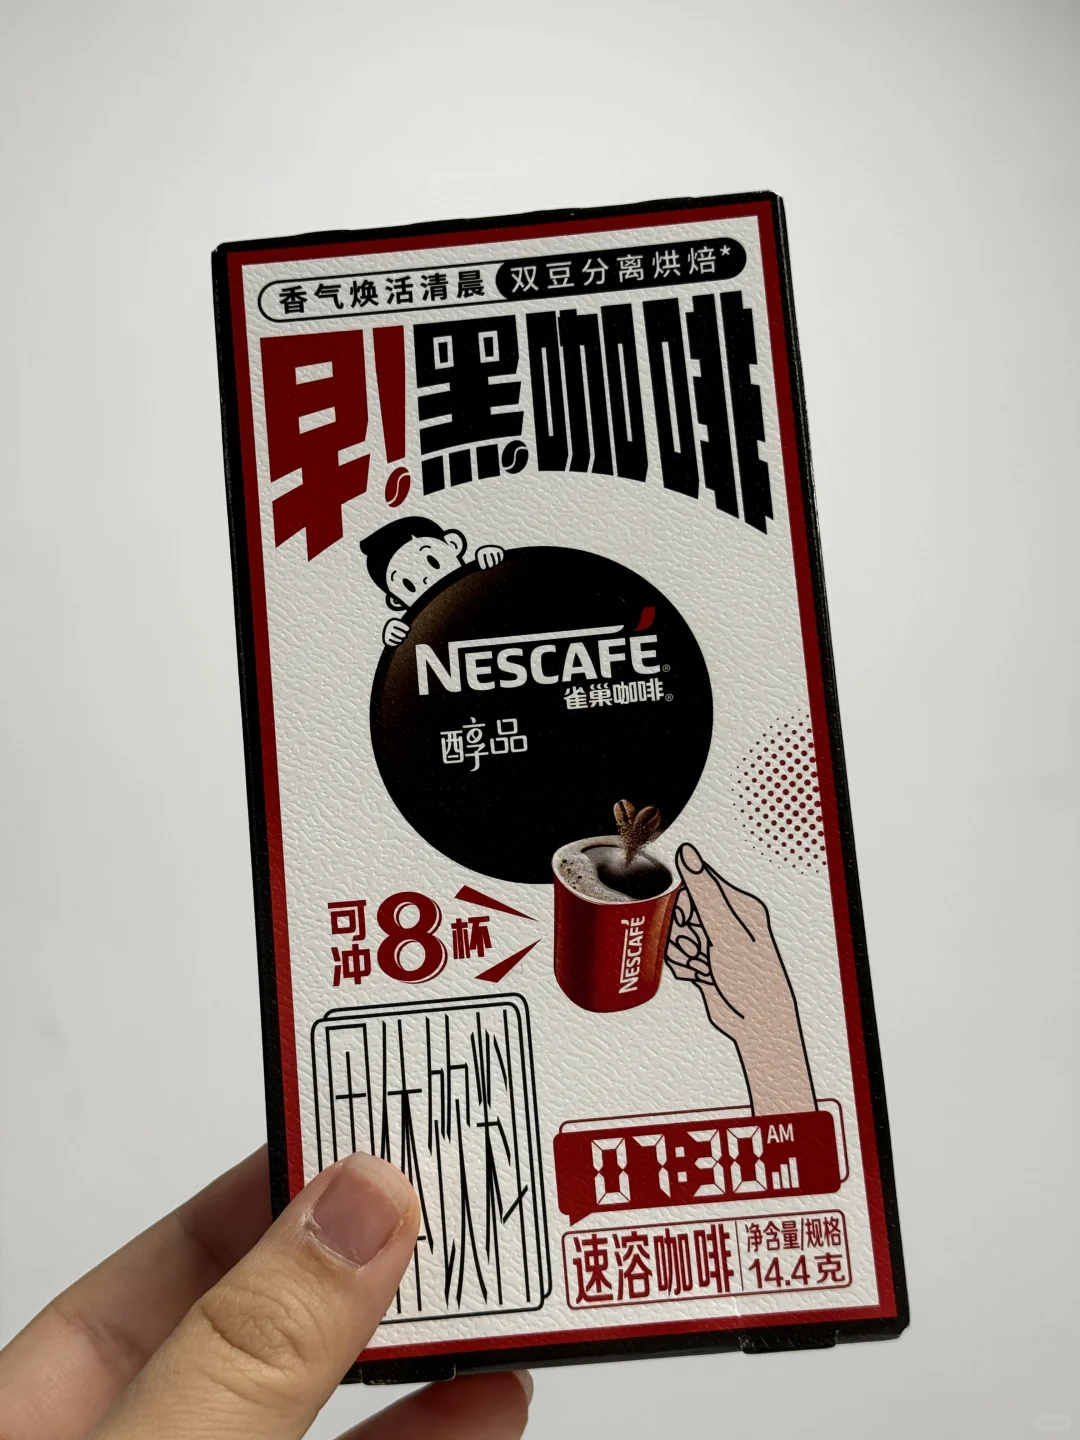 香气焕活清晨 双豆分离烘焙*
早!黑咖啡
NESCAFÉ®
雀巢咖啡®
醇品
NESCAFÉ
可冲8杯
固体饮料
07:30 AM
速溶咖啡
净含量/规格
14.4克